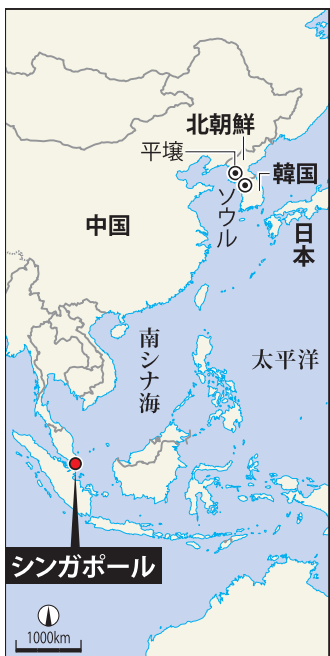 北朝鮮
平壌
韓国
ソウル
中国
日本
南シナ海
太平洋
シンガポール
1000km